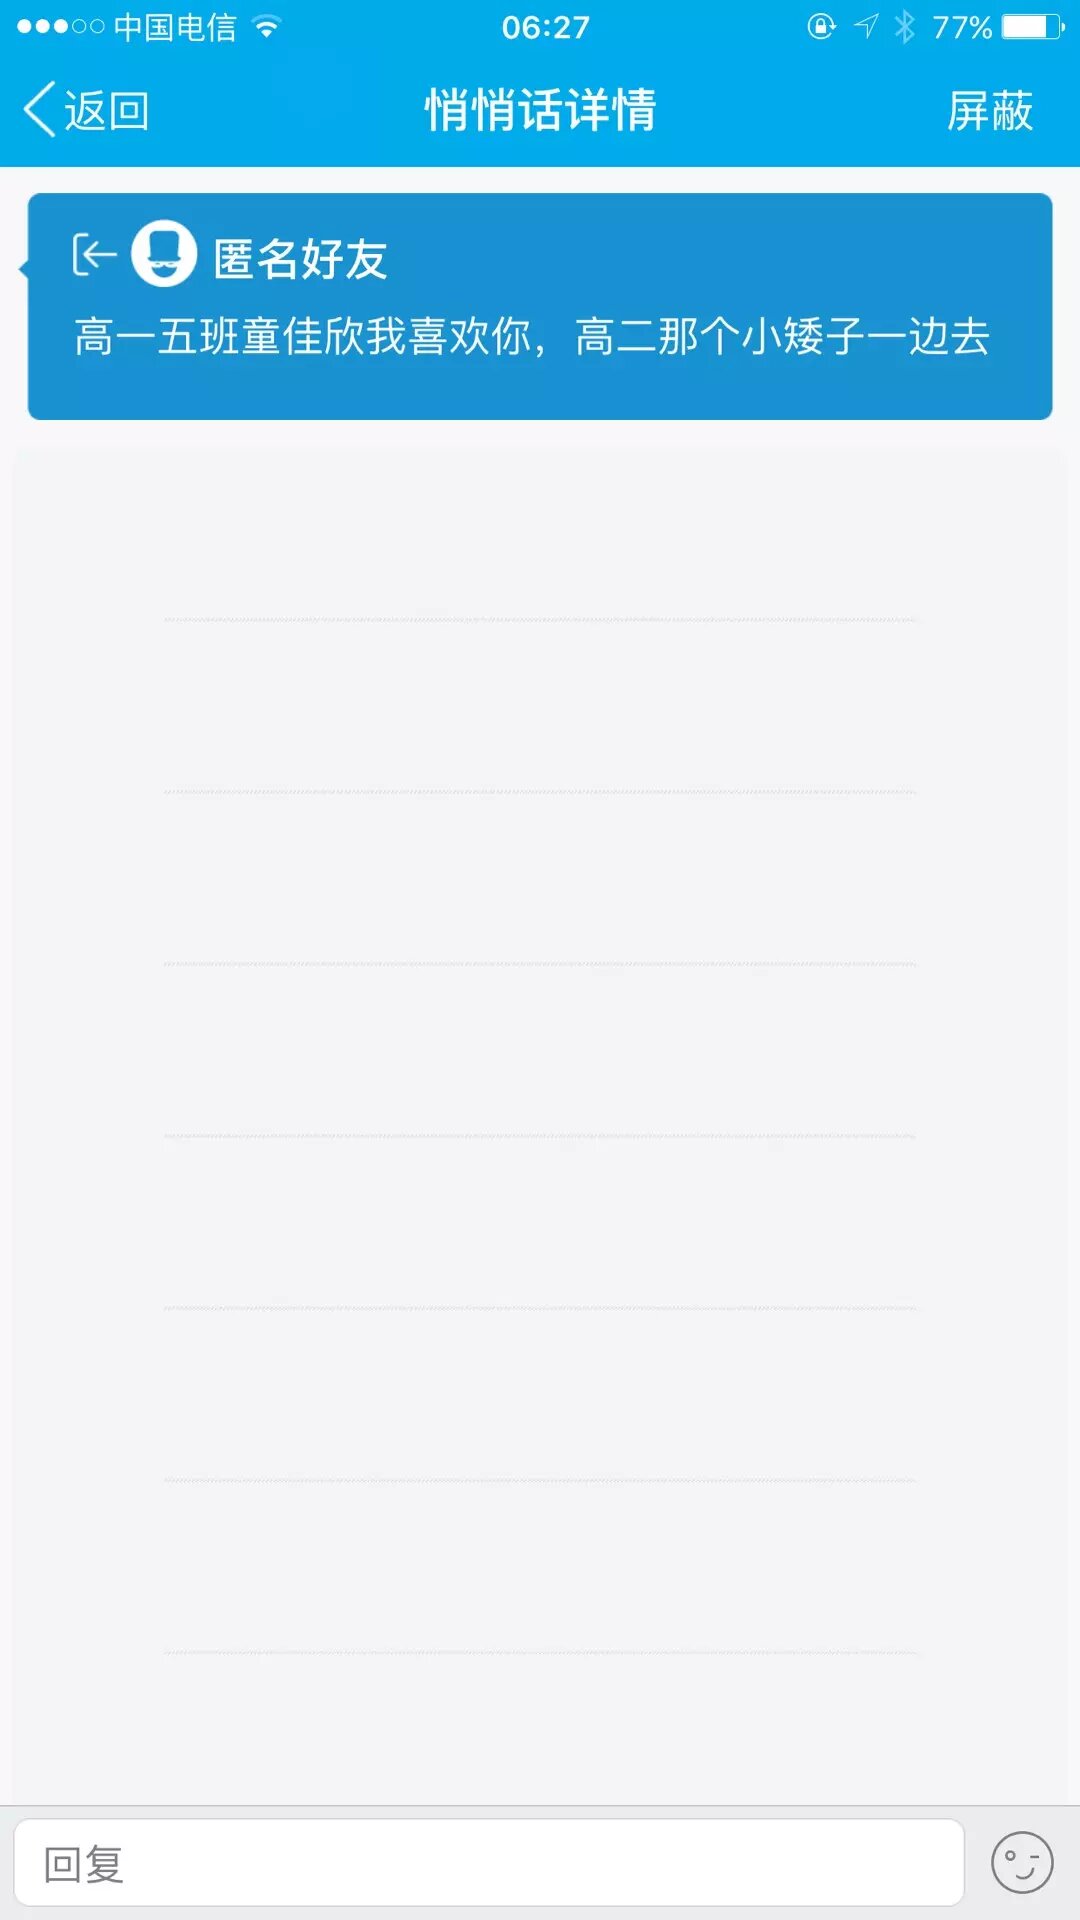 中国电信 06:27 77%
返回 悄悄话详情 屏蔽
匿名好友
高一五班童佳欣我喜欢你，高二那个小矮子一边去
回复